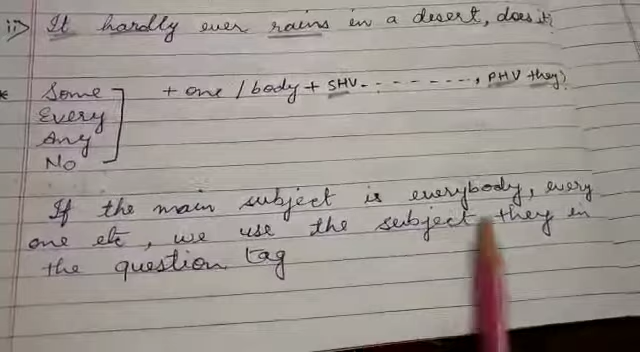 ii> It hardly ever rains in a desert, does it?
* Some + one / body + SHV - - - - - - - -, PHV they?
Every
Any
No
If the main subject is everybody, every
one etc, we use the subject they in
the question tag